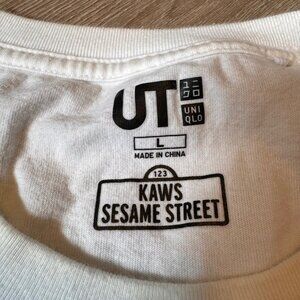 UT
ユニ
クロ
UNI
QLO
L
MADE IN CHINA
123
KAWS
SESAME STREET